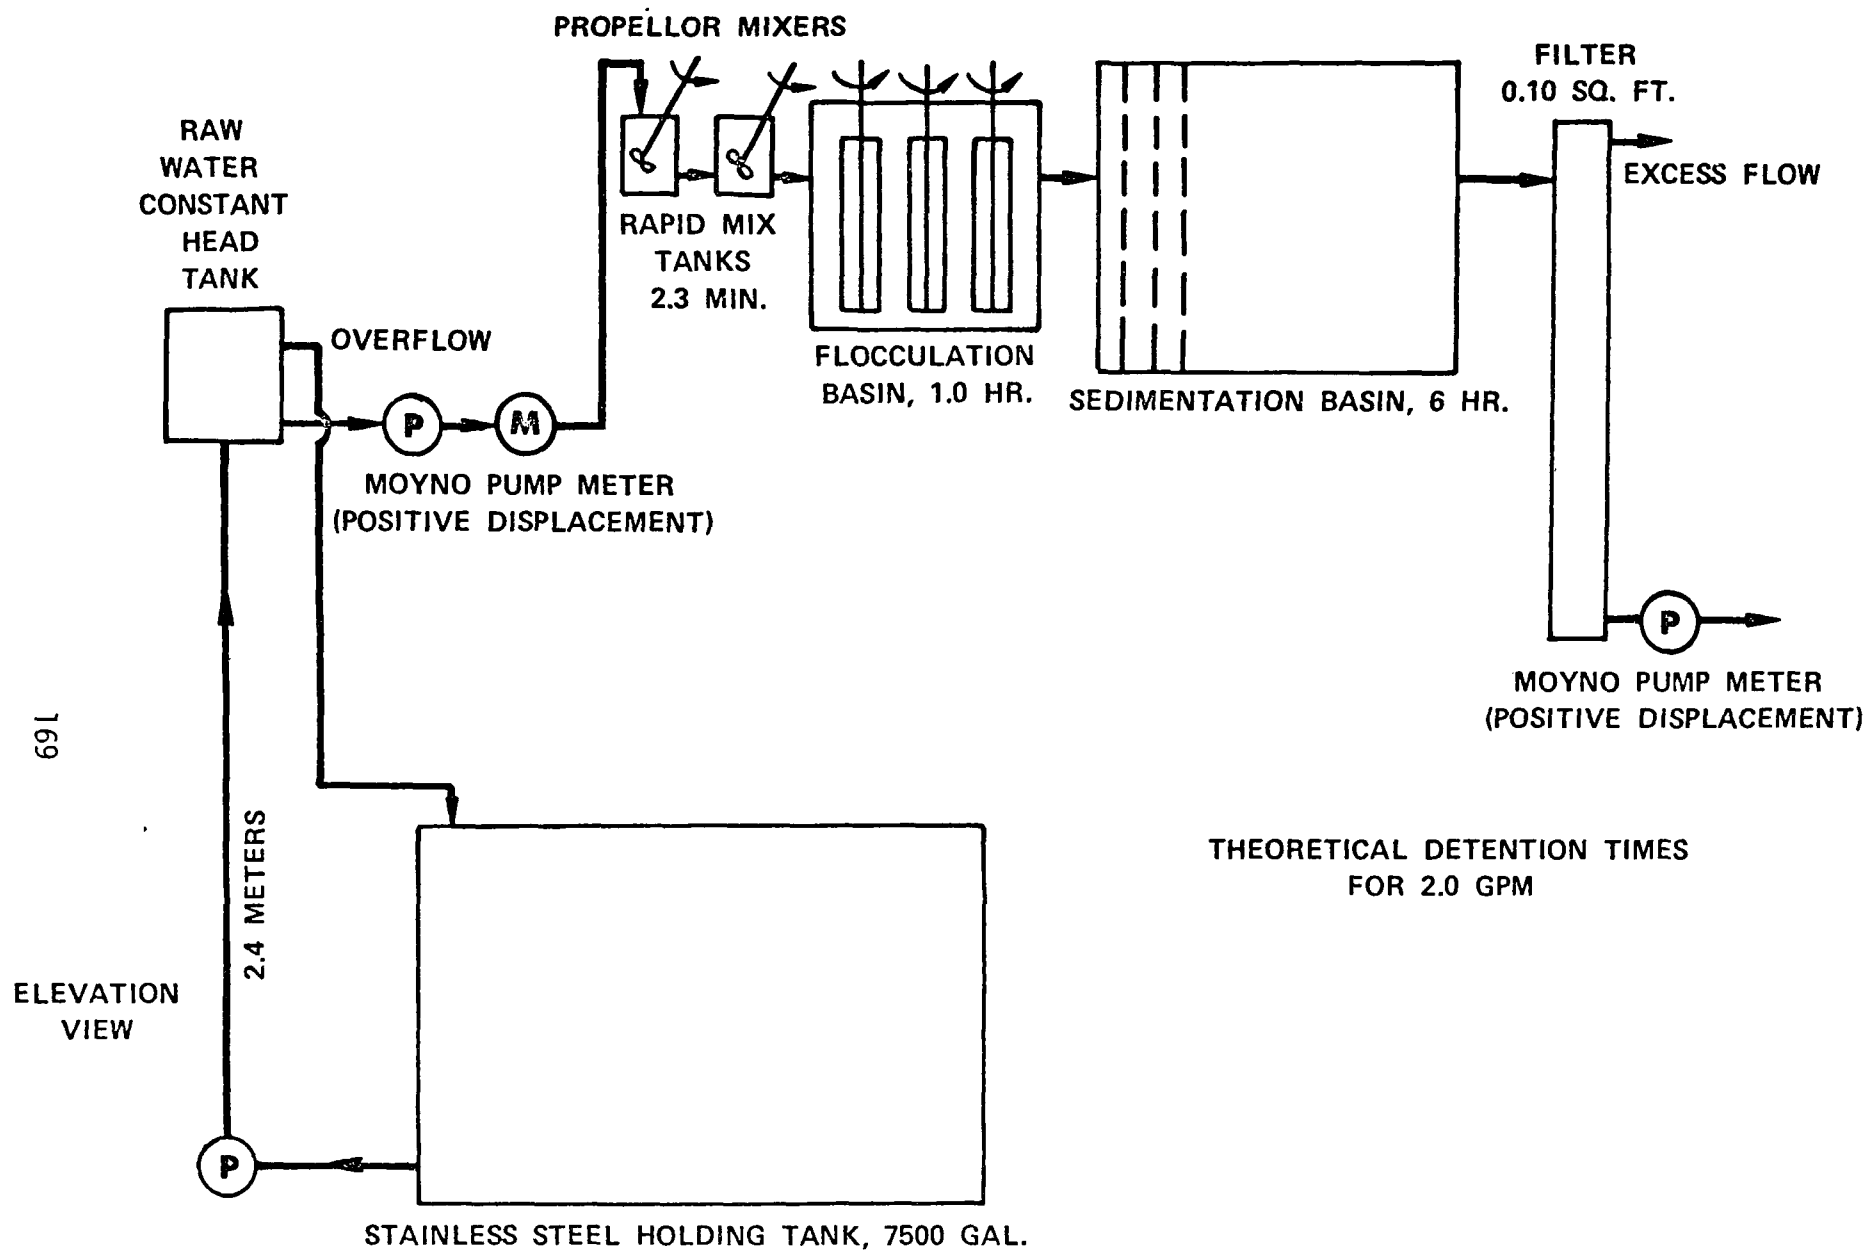 PROPELLOR MIXERS
FILTER
0.10 SQ. FT.
EXCESS FLOW
RAW
WATER
CONSTANT
HEAD
TANK
RAPID MIX
TANKS
2.3 MIN.
OVERFLOW
FLOCCULATION
BASIN, 1.0 HR.
SEDIMENTATION BASIN, 6 HR.
P
M
MOYNO PUMP METER
(POSITIVE DISPLACEMENT)
P
MOYNO PUMP METER
(POSITIVE DISPLACEMENT)
169
2.4 METERS
THEORETICAL DETENTION TIMES
FOR 2.0 GPM
ELEVATION
VIEW
P
STAINLESS STEEL HOLDING TANK, 7500 GAL.